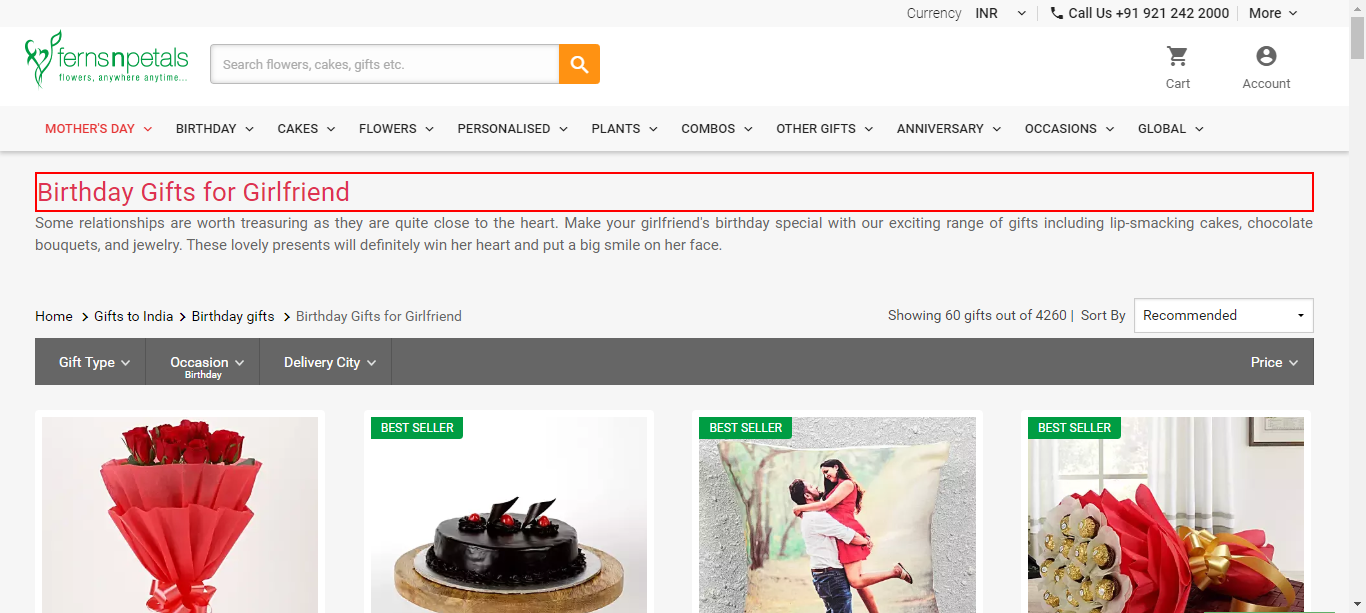 Currency INR Call Us +91 921 242 2000 More
fernsnpetals
flowers, anywhere anytime...
Search flowers, cakes, gifts etc.
Cart Account
MOTHER'S DAY BIRTHDAY CAKES FLOWERS PERSONALISED PLANTS COMBOS OTHER GIFTS ANNIVERSARY OCCASIONS GLOBAL
Birthday Gifts for Girlfriend
Some relationships are worth treasuring as they are quite close to the heart. Make your girlfriend's birthday special with our exciting range of gifts including lip-smacking cakes, chocolate
bouquets, and jewelry. These lovely presents will definitely win her heart and put a big smile on her face.
Home > Gifts to India > Birthday gifts > Birthday Gifts for Girlfriend Showing 60 gifts out of 4260 | Sort By Recommended
Gift Type Occasion Delivery City Price
Birthday
BEST SELLER BEST SELLER BEST SELLER